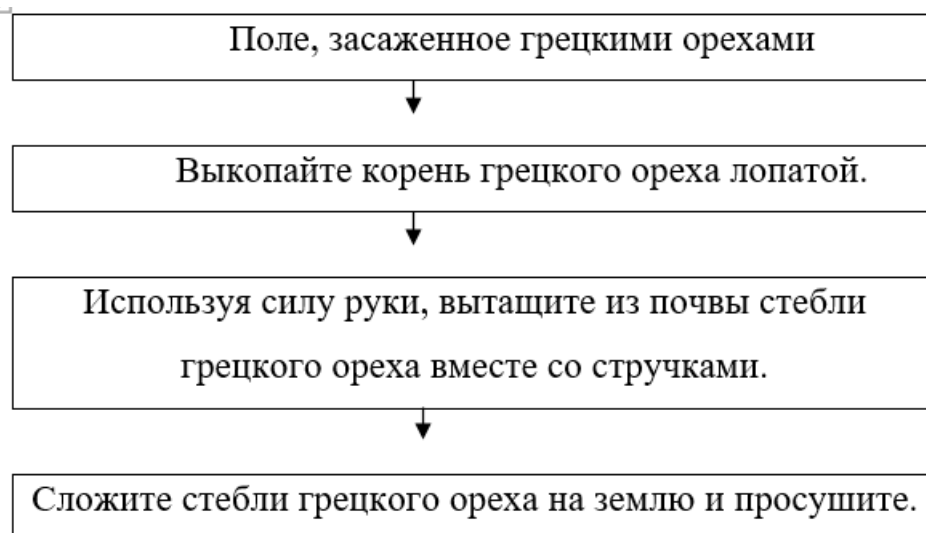 Поле, засаженное грецкими орехами
Выкопайте корень грецкого ореха лопатой.
Используя силу руки, вытащите из почвы стебли
грецкого ореха вместе со стручками.
Сложите стебли грецкого ореха на землю и просушите.